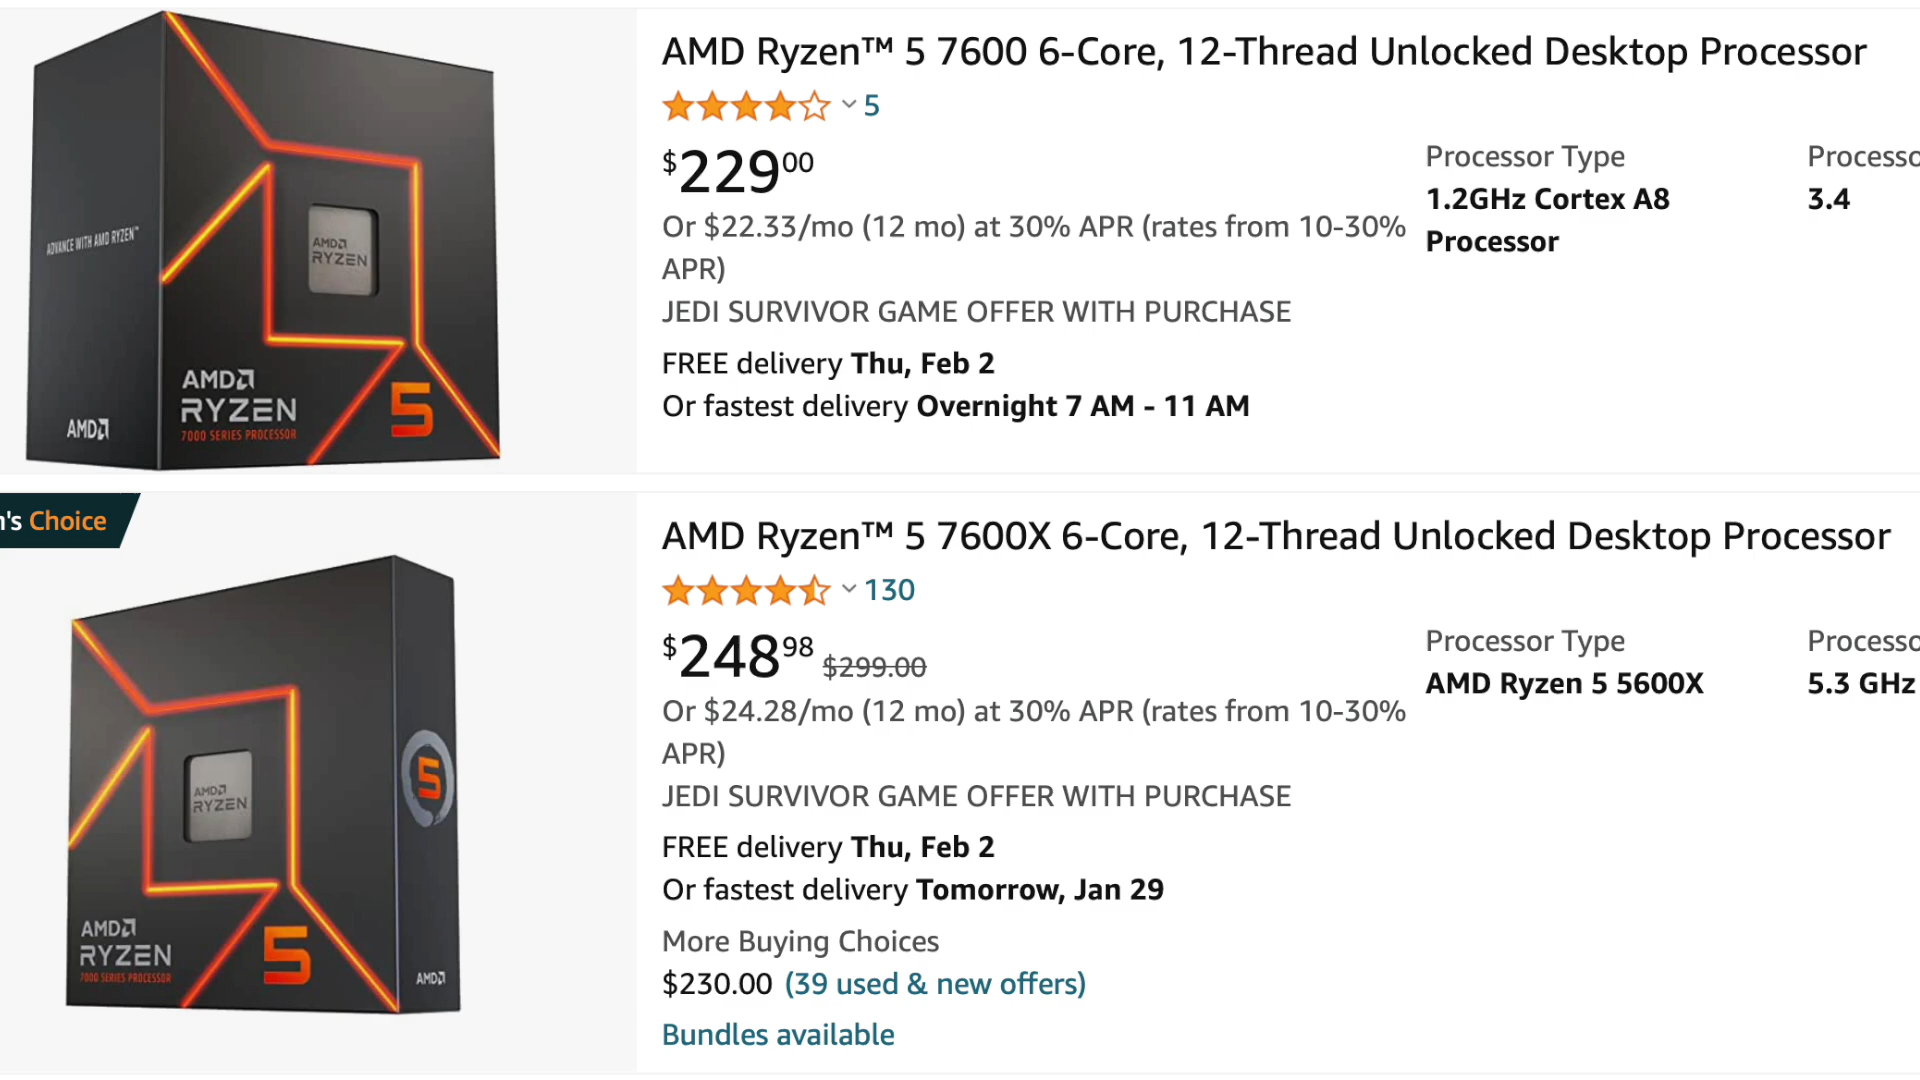 AMD Ryzen™ 5 7600 6-Core, 12-Thread Unlocked Desktop Processor
5
$22900
Or $22.33/mo (12 mo) at 30% APR (rates from 10-30%
APR)
JEDI SURVIVOR GAME OFFER WITH PURCHASE
FREE delivery Thu, Feb 2
Or fastest delivery Overnight 7 AM - 11 AM
Processor Type
1.2GHz Cortex A8
Processor
Processo
3.4
ADVANCE WITH AMD RYZEN™
AMD
RYZEN
AMD
RYZEN
7000 SERIES PROCESSOR
5
AMD
n's Choice
AMD Ryzen™ 5 7600X 6-Core, 12-Thread Unlocked Desktop Processor
130
$24898 $299.00
Or $24.28/mo (12 mo) at 30% APR (rates from 10-30%
APR)
JEDI SURVIVOR GAME OFFER WITH PURCHASE
FREE delivery Thu, Feb 2
Or fastest delivery Tomorrow, Jan 29
More Buying Choices
$230.00 (39 used & new offers)
Bundles available
Processor Type
AMD Ryzen 5 5600X
Processo
5.3 GHz
AMD
RYZEN
5
AMD
RYZEN
7000 SERIES PROCESSOR
5
AMD